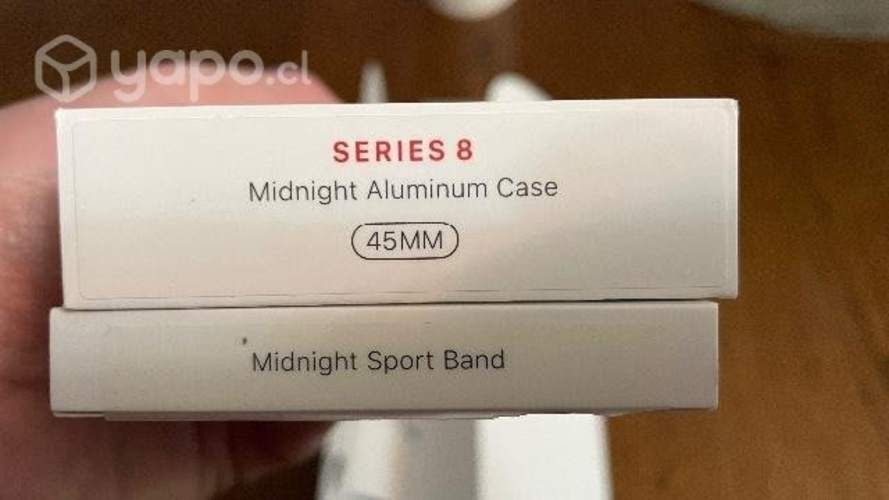 yapo.cl
SERIES 8
Midnight Aluminum Case
45MM
Midnight Sport Band